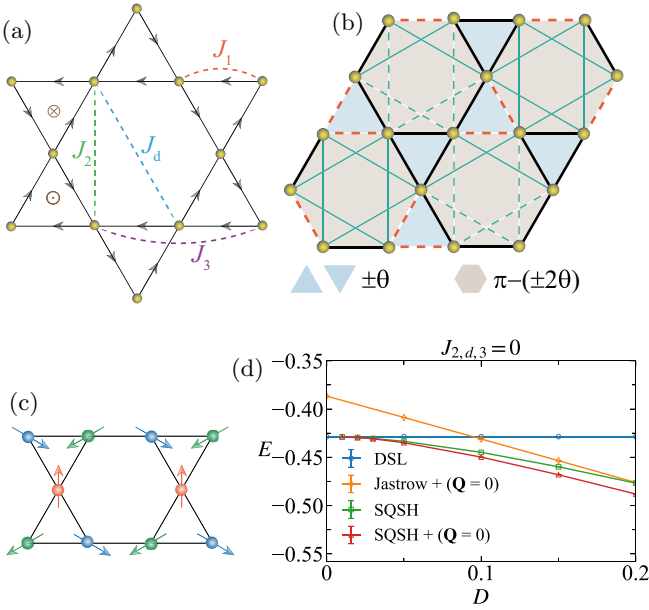 (a)
J₁
(b)
⊗
J₂
J_d
⊙
J₃
±θ
π−(±2θ)
(c)
(d)
J₂,d,₃ = 0
−0.35
−0.40
−0.45
−0.50
−0.55
E
DSL
Jastrow + (Q = 0)
SQSH
SQSH + (Q = 0)
0
0.1
0.2
D